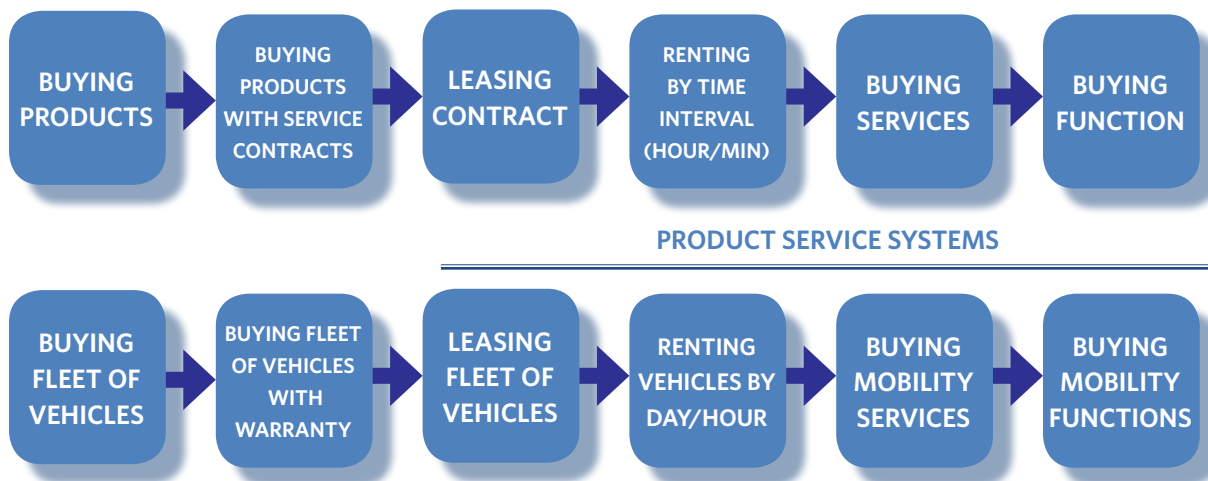 BUYING
PRODUCTS
BUYING
PRODUCTS
WITH SERVICE
CONTRACTS
LEASING
CONTRACT
RENTING
BY TIME
INTERVAL
(HOUR/MIN)
BUYING
SERVICES
BUYING
FUNCTION
PRODUCT SERVICE SYSTEMS
BUYING
FLEET OF
VEHICLES
BUYING FLEET
OF VEHICLES
WITH
WARRANTY
LEASING
FLEET OF
VEHICLES
RENTING
VEHICLES BY
DAY/HOUR
BUYING
MOBILITY
SERVICES
BUYING
MOBILITY
FUNCTIONS